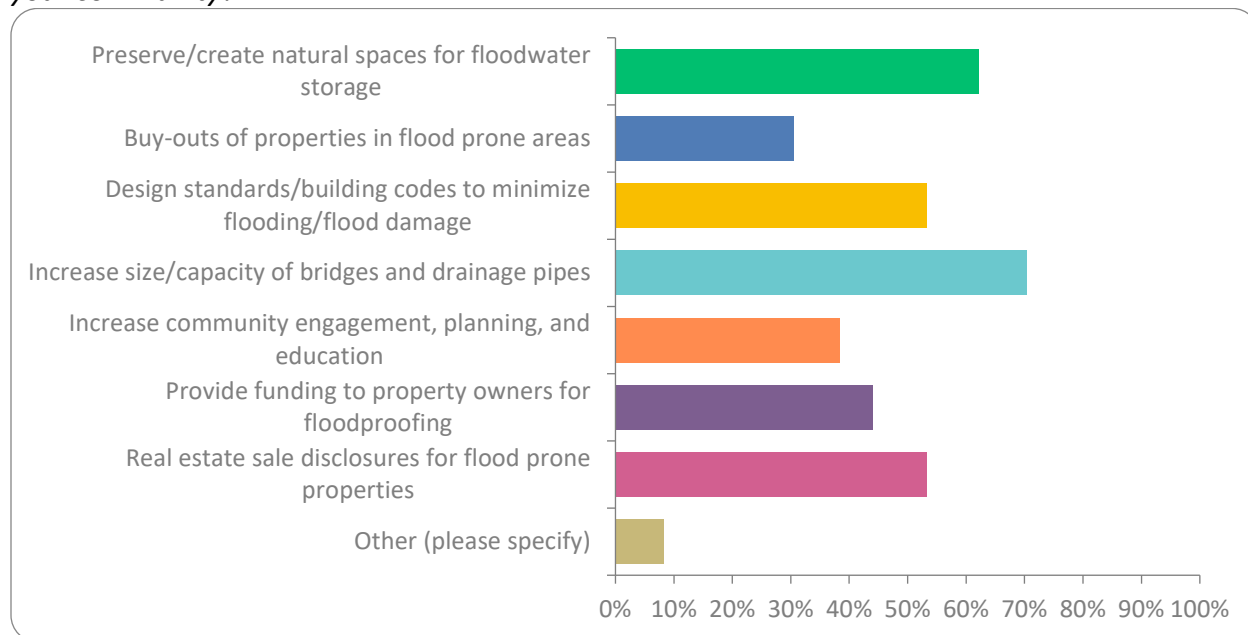 Preserve/create natural spaces for floodwater
storage
Buy-outs of properties in flood prone areas
Design standards/building codes to minimize
flooding/flood damage
Increase size/capacity of bridges and drainage pipes
Increase community engagement, planning, and
education
Provide funding to property owners for
floodproofing
Real estate sale disclosures for flood prone
properties
Other (please specify)
0% 10% 20% 30% 40% 50% 60% 70% 80% 90% 100%